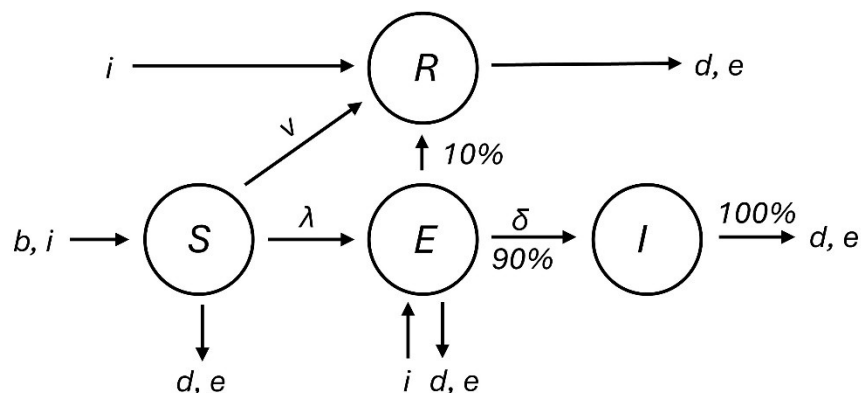 i
R
d, e
v
10%
b, i
S
λ
E
δ
90%
I
100%
d, e
d, e
i
d, e